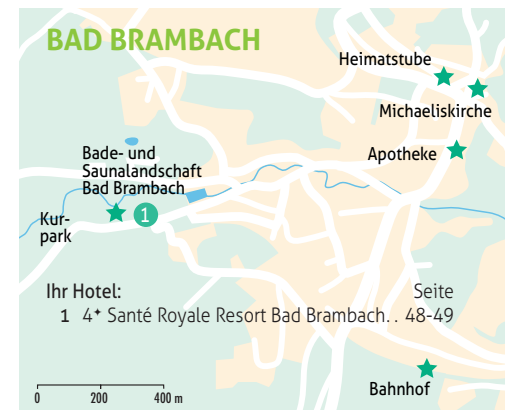 BAD BRAMBACH
Heimatstube
Michaeliskirche
Apotheke
Bade- und
Saunalandschaft
Bad Brambach
1
Kur-
park
Ihr Hotel: Seite
1 4✦ Santé Royale Resort Bad Brambach. . 48-49
Bahnhof
0 200 400 m